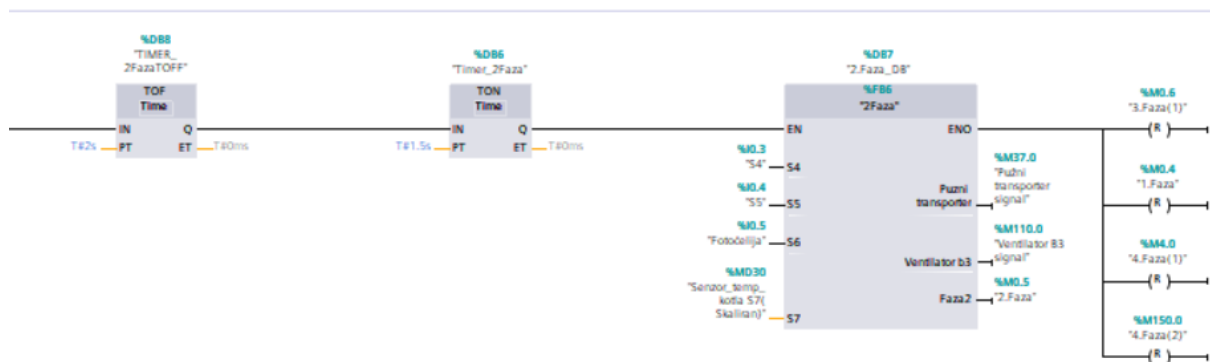 %DB8
"TIMER_
2FazaTOFF"
TOF
Time
IN
Q
T#2s
PT
ET
T#0ms
%DB6
"Timer_2Faza"
TON
Time
IN
Q
T#1.5s
PT
ET
T#0ms
%DB7
"2.Faza_DB"
%FB6
"2Faza"
EN
ENO
%I0.3
"S4"
S4
%I0.4
"S5"
S5
%I0.5
"Fotoćelija"
S6
%MD30
"Senzor_temp_
kotla S7(
Skaliran)"
S7
Puzni
transporter
%M37.0
"Pužni
transporter
signal"
Ventilator b3
%M110.0
"Ventilator B3
signal"
Faza2
%M0.5
"2.Faza"
%M0.6
"3.Faza(1)"
R
%M0.4
"1.Faza"
R
%M4.0
"4.Faza(1)"
R
%M150.0
"4.Faza(2)"
R